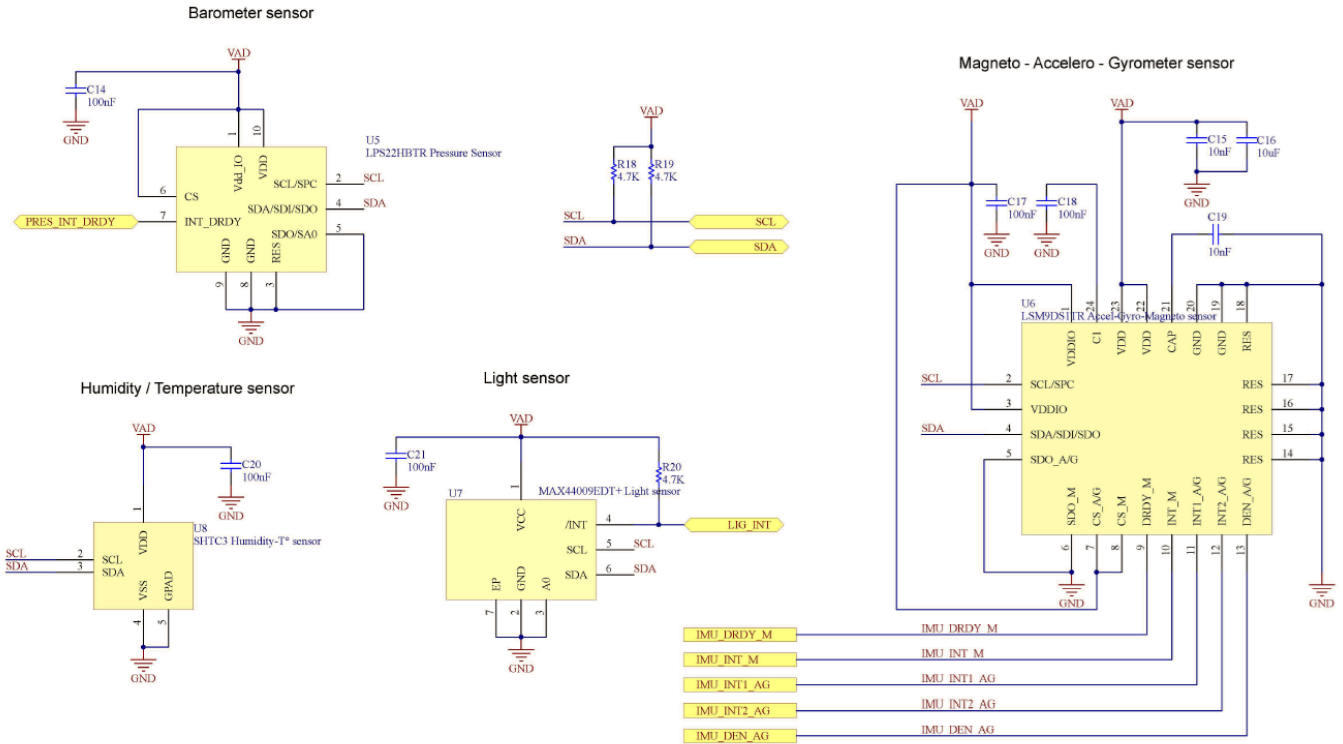 Barometer sensor
VAD
C14
100nF
GND
1
10
Vdd_IO
VDD
U5
LPS22HBTR Pressure Sensor
6
CS
SCL/SPC
2
SCL
SDA/SDI/SDO
4
SDA
PRES_INT_DRDY
7
INT_DRDY
SDO/SA0
5
GND
GND
RES
9
8
3
GND
VAD
R18
4.7K
R19
4.7K
SCL
SCL
SDA
SDA
Magneto - Accelero - Gyrometer sensor
VAD
VAD
C15
10nF
C16
10uF
GND
C17
100nF
GND
C18
100nF
GND
C19
10nF
U6
LSM9DS1TR Accel-Gyro-Magneto sensor
1
24
23
22
21
20
19
18
VDDIO
C1
VDD
VDD
CAP
GND
GND
RES
SCL
2
SCL/SPC
RES
17
3
VDDIO
RES
16
SDA
4
SDA/SDI/SDO
RES
15
5
SDO_A/G
RES
14
SDO_M
CS_A/G
CS_M
DRDY_M
INT_M
INT1_A/G
INT2_A/G
DEN_A/G
6
7
8
9
10
11
12
13
GND
GND
IMU_DRDY_M
IMU_DRDY_M
IMU_INT_M
IMU_INT_M
IMU_INT1_AG
IMU_INT1_AG
IMU_INT2_AG
IMU_INT2_AG
IMU_DEN_AG
IMU_DEN_AG
Humidity / Temperature sensor
VAD
C20
100nF
GND
1
U8
SHTC3 Humidity-T° sensor
VDD
SCL
2
SCL
SDA
3
SDA
VSS
GPAD
4
5
GND
Light sensor
VAD
C21
100nF
GND
R20
4.7K
1
U7
MAX44009EDT+ Light sensor
VCC
/INT
4
LIG_INT
SCL
5
SCL
SDA
6
SDA
EP
GND
A0
7
2
3
GND